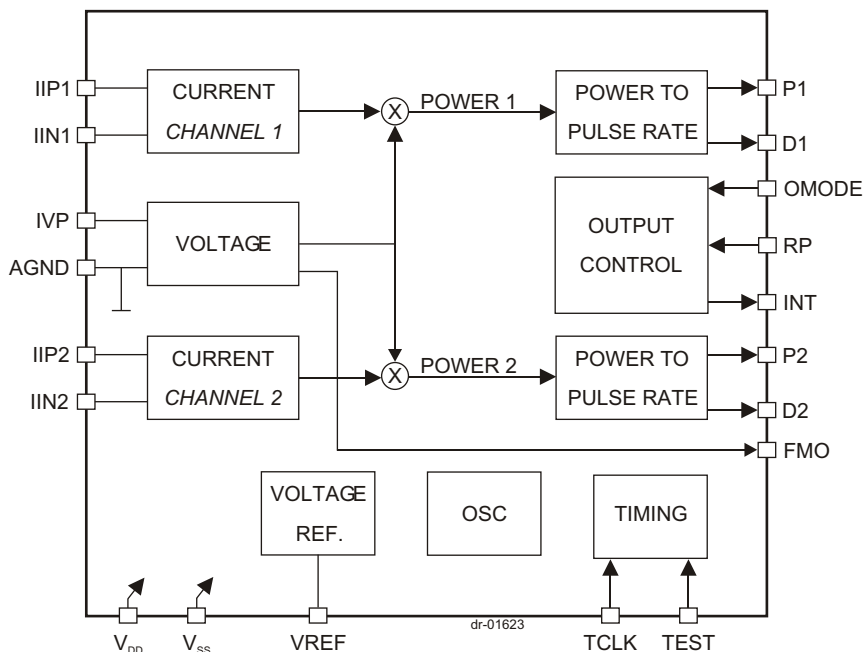 IIP1
CURRENT
CHANNEL 1
IIN1
X
POWER 1
POWER TO
PULSE RATE
P1
D1
IVP
AGND
VOLTAGE
OUTPUT
CONTROL
OMODE
RP
INT
IIP2
CURRENT
CHANNEL 2
IIN2
X
POWER 2
POWER TO
PULSE RATE
P2
D2
FMO
VOLTAGE
REF.
OSC
TIMING
VDD
VSS
VREF
dr-01623
TCLK
TEST